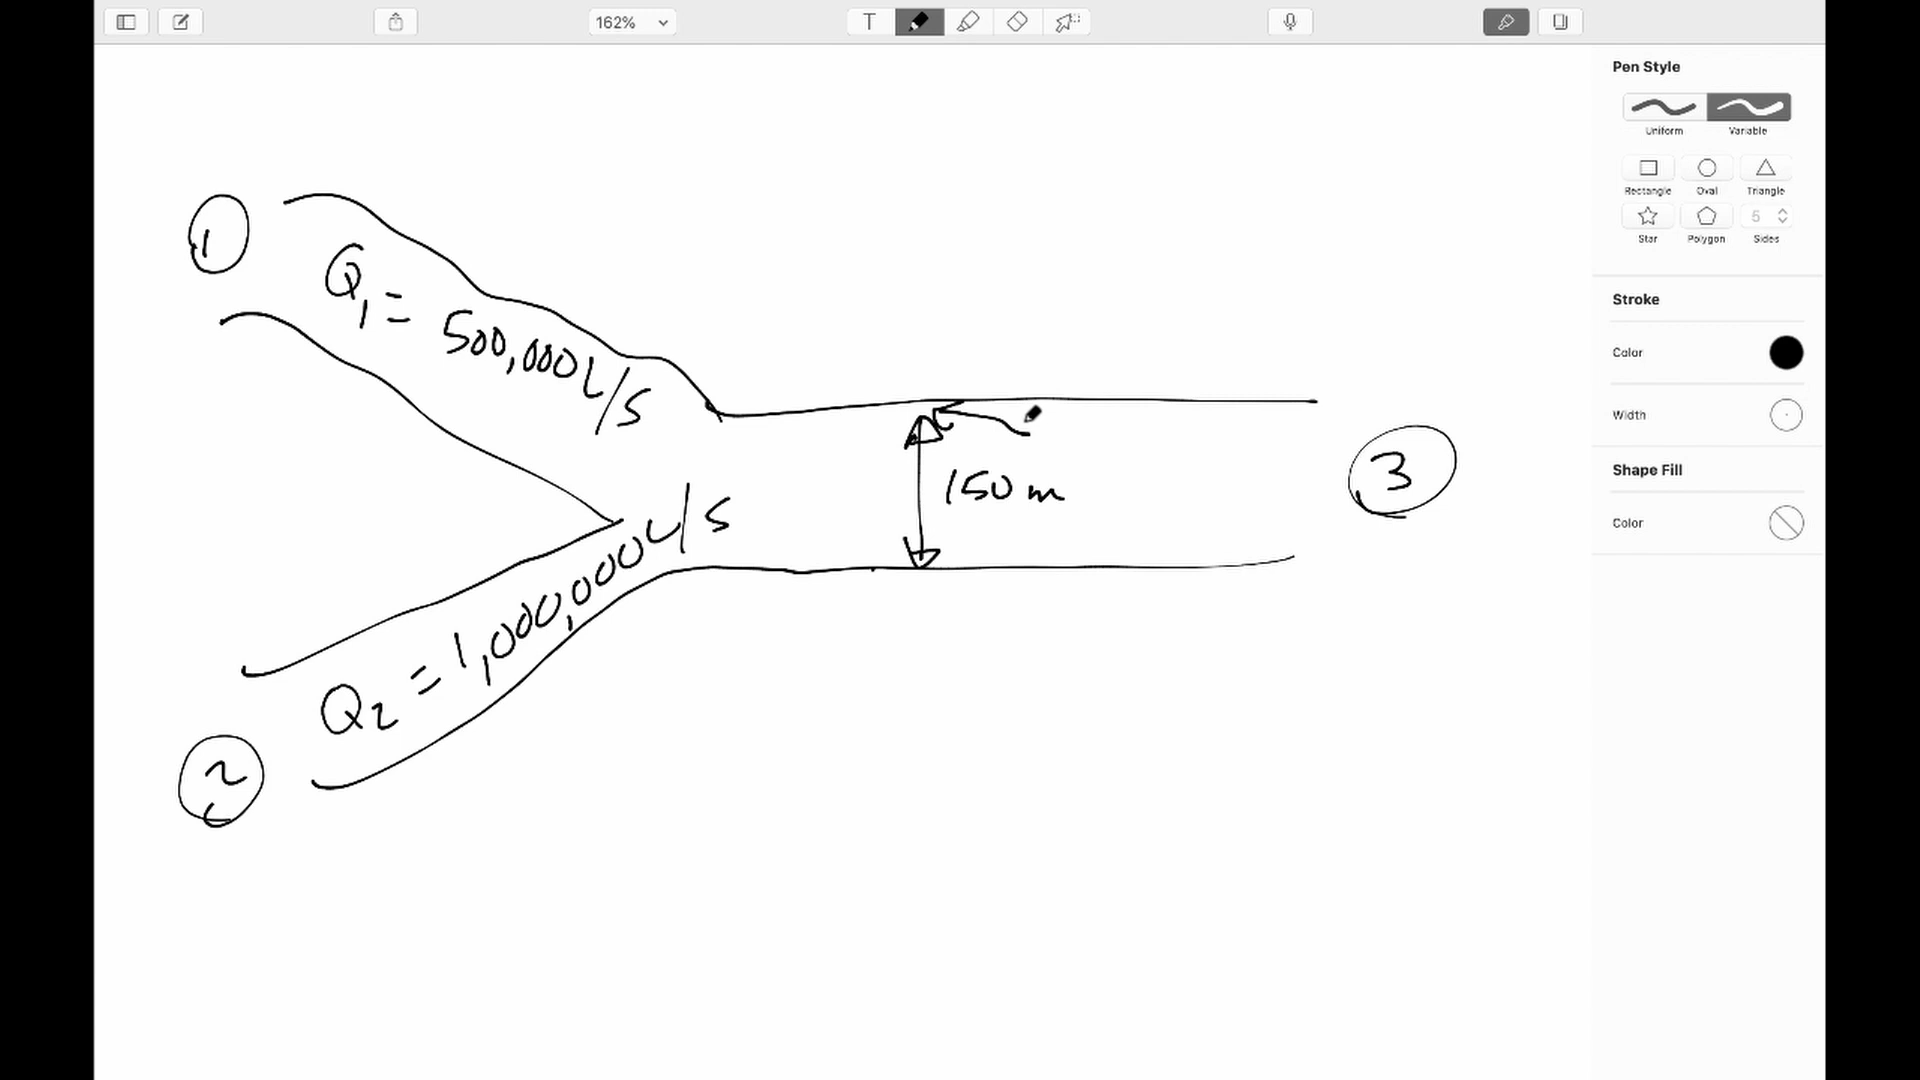 162%
T
Pen Style
Uniform
Variable
Rectangle
Oval
Triangle
5
Star
Polygon
Sides
Stroke
Color
Width
Shape Fill
Color
1
Q1 = 500,000 L/S
150 m
3
Q2 = 1,000,000 L/S
2